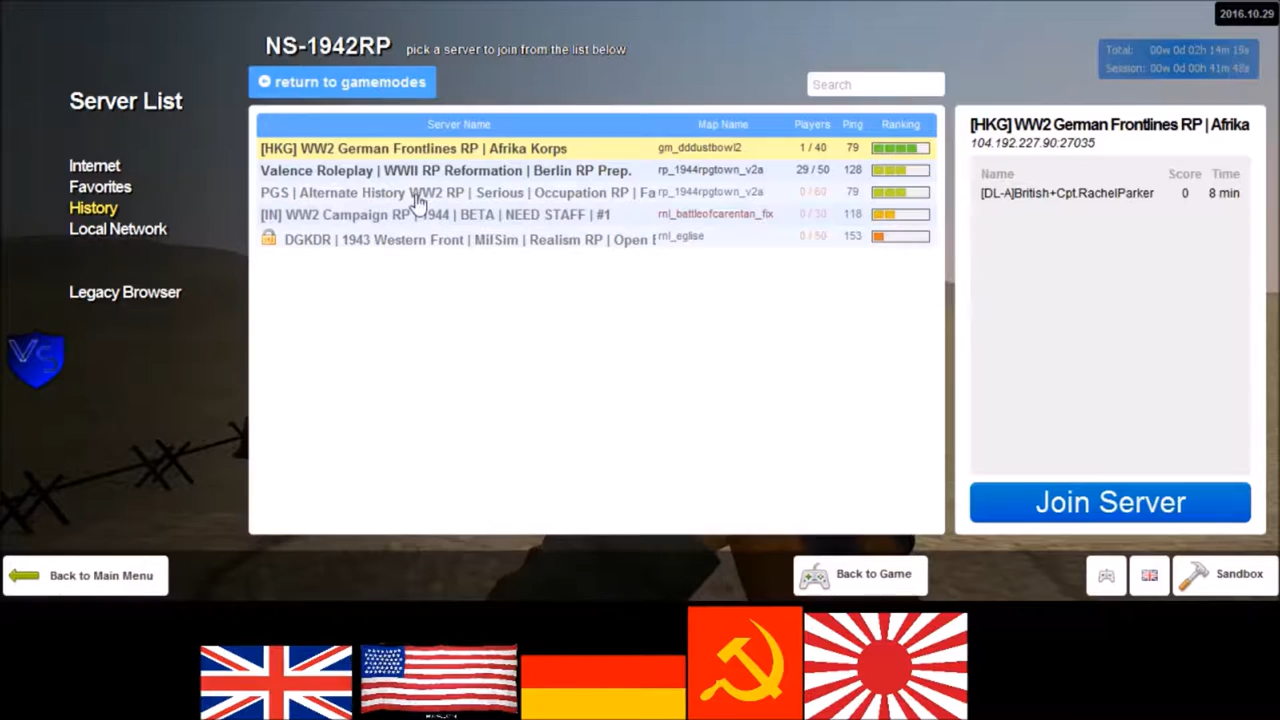 2016.10.29
NS-1942RP pick a server to join from the list below
Total: 00w 0d 02h 14m 19s
Session: 00w 0d 00h 41m 48s
return to gamemodes
Search
Server List
Internet
Favorites
History
Local Network
Legacy Browser
VS
Server Name Map Name Players Ping Ranking
[HKG] WW2 German Frontlines RP | Afrika Korps gm_dddustbowl2 1 / 40 79
Valence Roleplay | WWII RP Reformation | Berlin RP Prep. rp_1944rpgtown_v2a 29 / 50 128
PGS | Alternate History WW2 RP | Serious | Occupation RP | Fa rp_1944rpgtown_v2a 0 / 60 79
[IN] WW2 Campaign RP 1944 | BETA | NEED STAFF | #1 rnl_battleofcarentan_fix 0 / 30 118
DGKDR | 1943 Western Front | MilSim | Realism RP | Open rnl_eglise 0 / 50 153
[HKG] WW2 German Frontlines RP | Afrika
104.192.227.90:27035
Name Score Time
[DL-A]British+Cpt.RachelParker 0 8 min
Join Server
Back to Main Menu
Back to Game
Sandbox